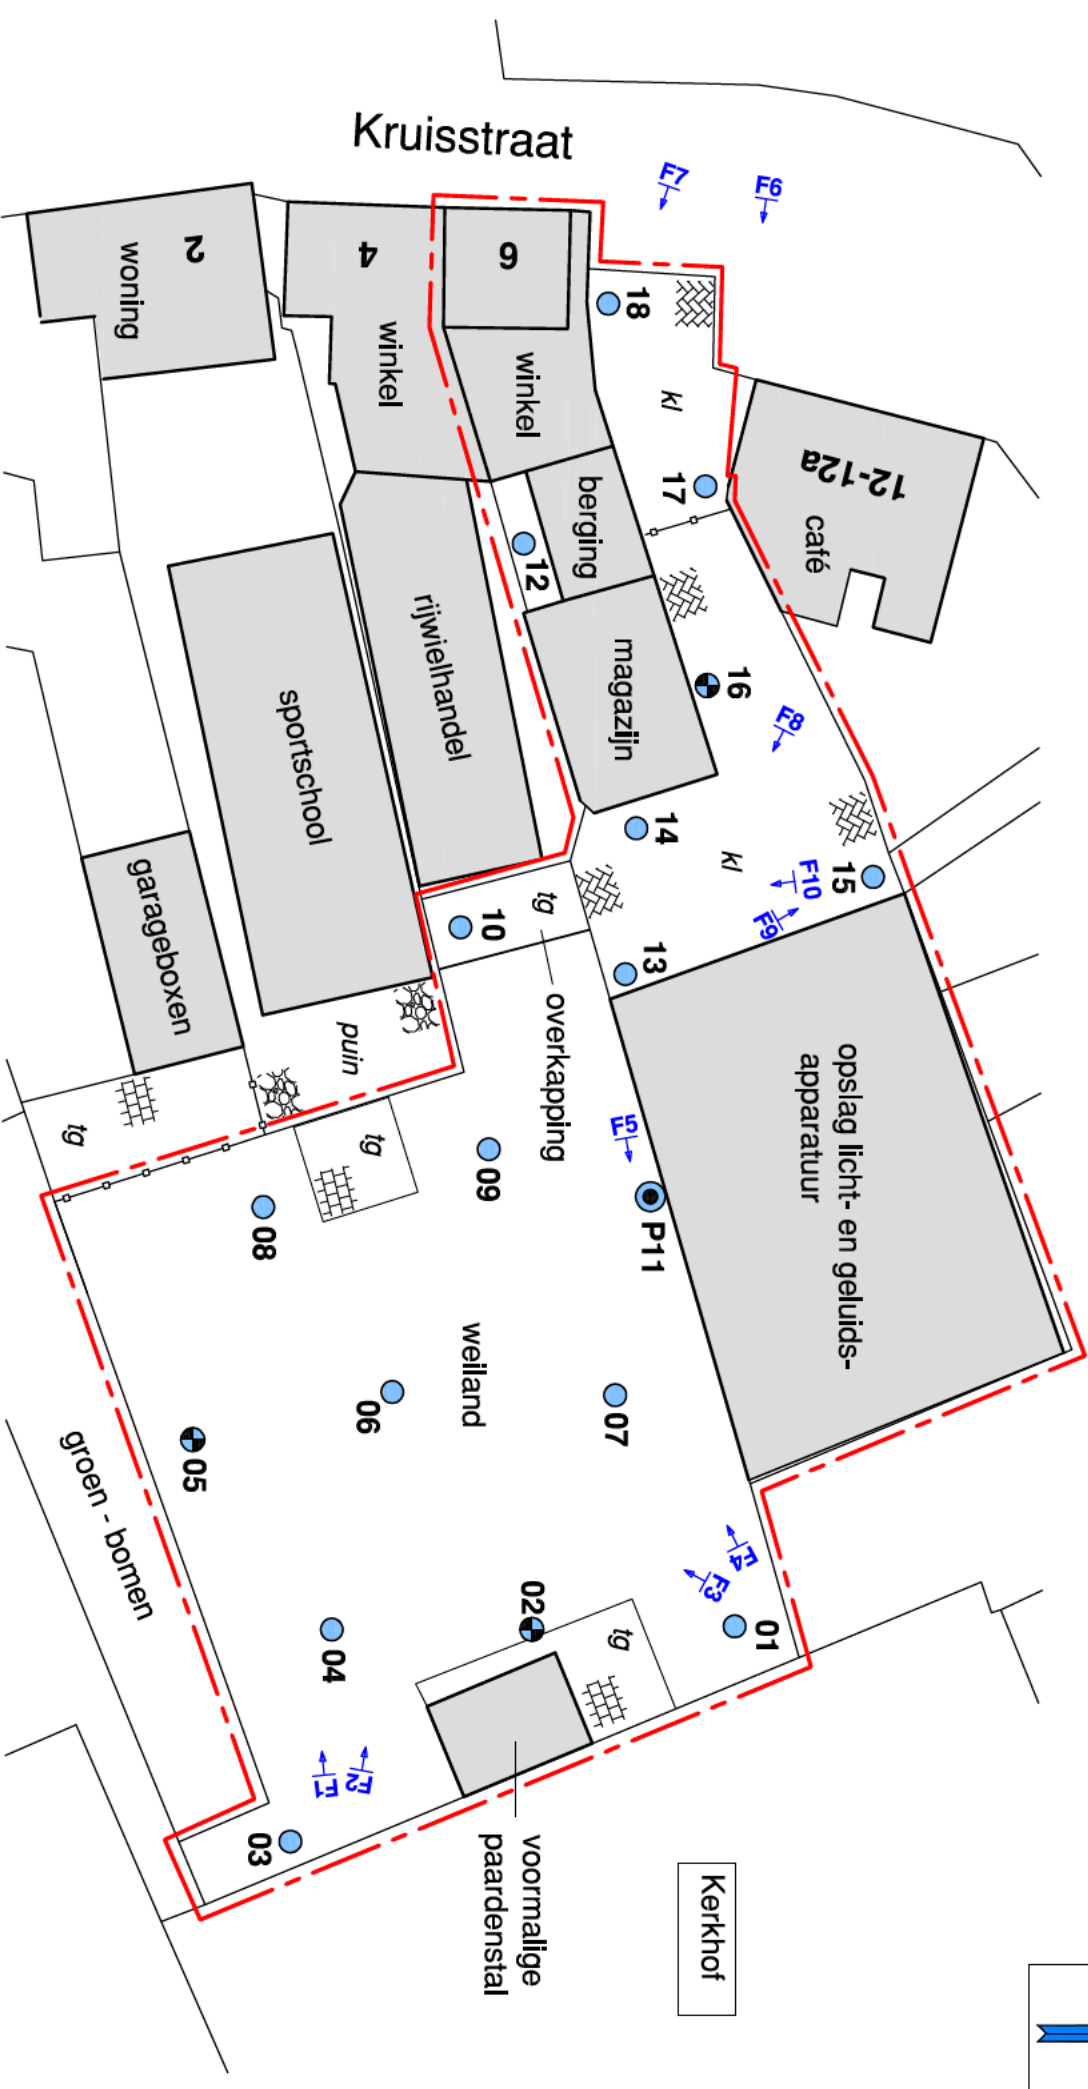 Kruisstraat
F7
F6
2
woning
4
winkel
6
winkel
18
kl
17
12-12a
café
berging
12
rijwielhandel
magazijn
16
F8
sportschool
14
kl
15
F10
F9
garageboxen
tg
10
13
overkapping
puin
tg
tg
opslag licht- en geluids-
apparatuur
F5
09
P11
08
weiland
06
07
05
groen - bomen
F4
F3
02
tg
01
04
F1
F2
03
voormalige
paardenstal
Kerkhof